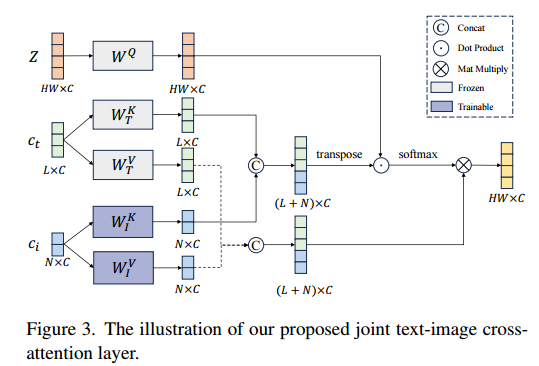 Z
W^Q
HW×C
HW×C
c_t
L×C
W_T^K
L×C
W_T^V
L×C
c_i
N×C
W_I^K
N×C
W_I^V
N×C
C
(L + N)×C
C
(L + N)×C
transpose
softmax
HW×C
C Concat
Dot Product
Mat Multiply
Frozen
Trainable
Figure 3. The illustration of our proposed joint text-image cross-
attention layer.